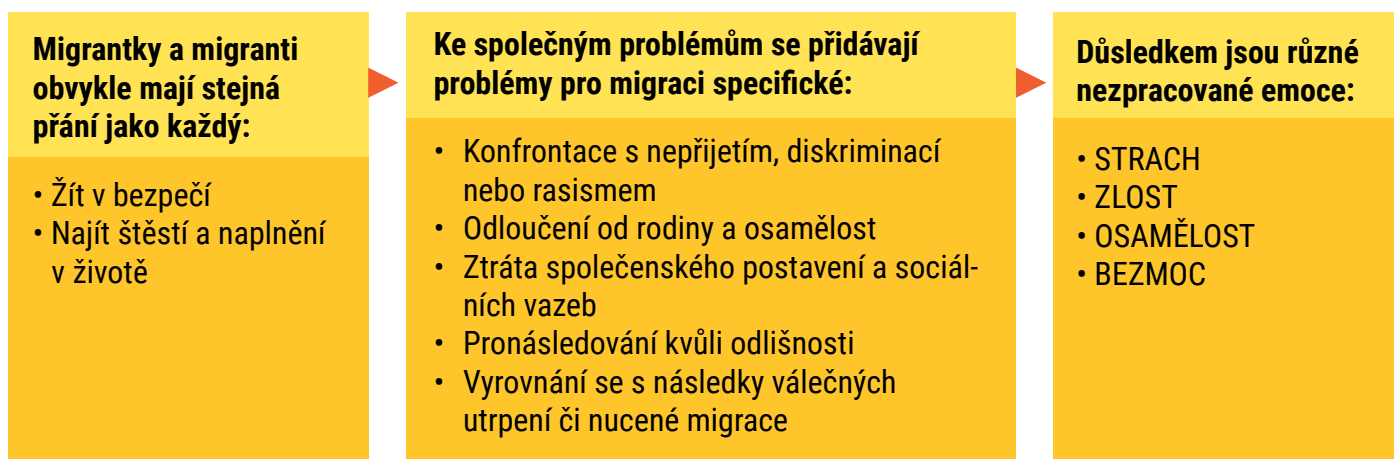 Migrantky a migranti
obvykle mají stejná
přání jako každý:
• Žít v bezpečí
• Najít štěstí a naplnění
v životě
Ke společným problémům se přidávají
problémy pro migraci specifické:
• Konfrontace s nepřijetím, diskriminací
nebo rasismem
• Odloučení od rodiny a osamělost
• Ztráta společenského postavení a sociál-
ních vazeb
• Pronásledování kvůli odlišnosti
• Vyrovnání se s následky válečných
utrpení či nucené migrace
Důsledkem jsou různé
nezpracované emoce:
• STRACH
• ZLOST
• OSAMĚLOST
• BEZMOC